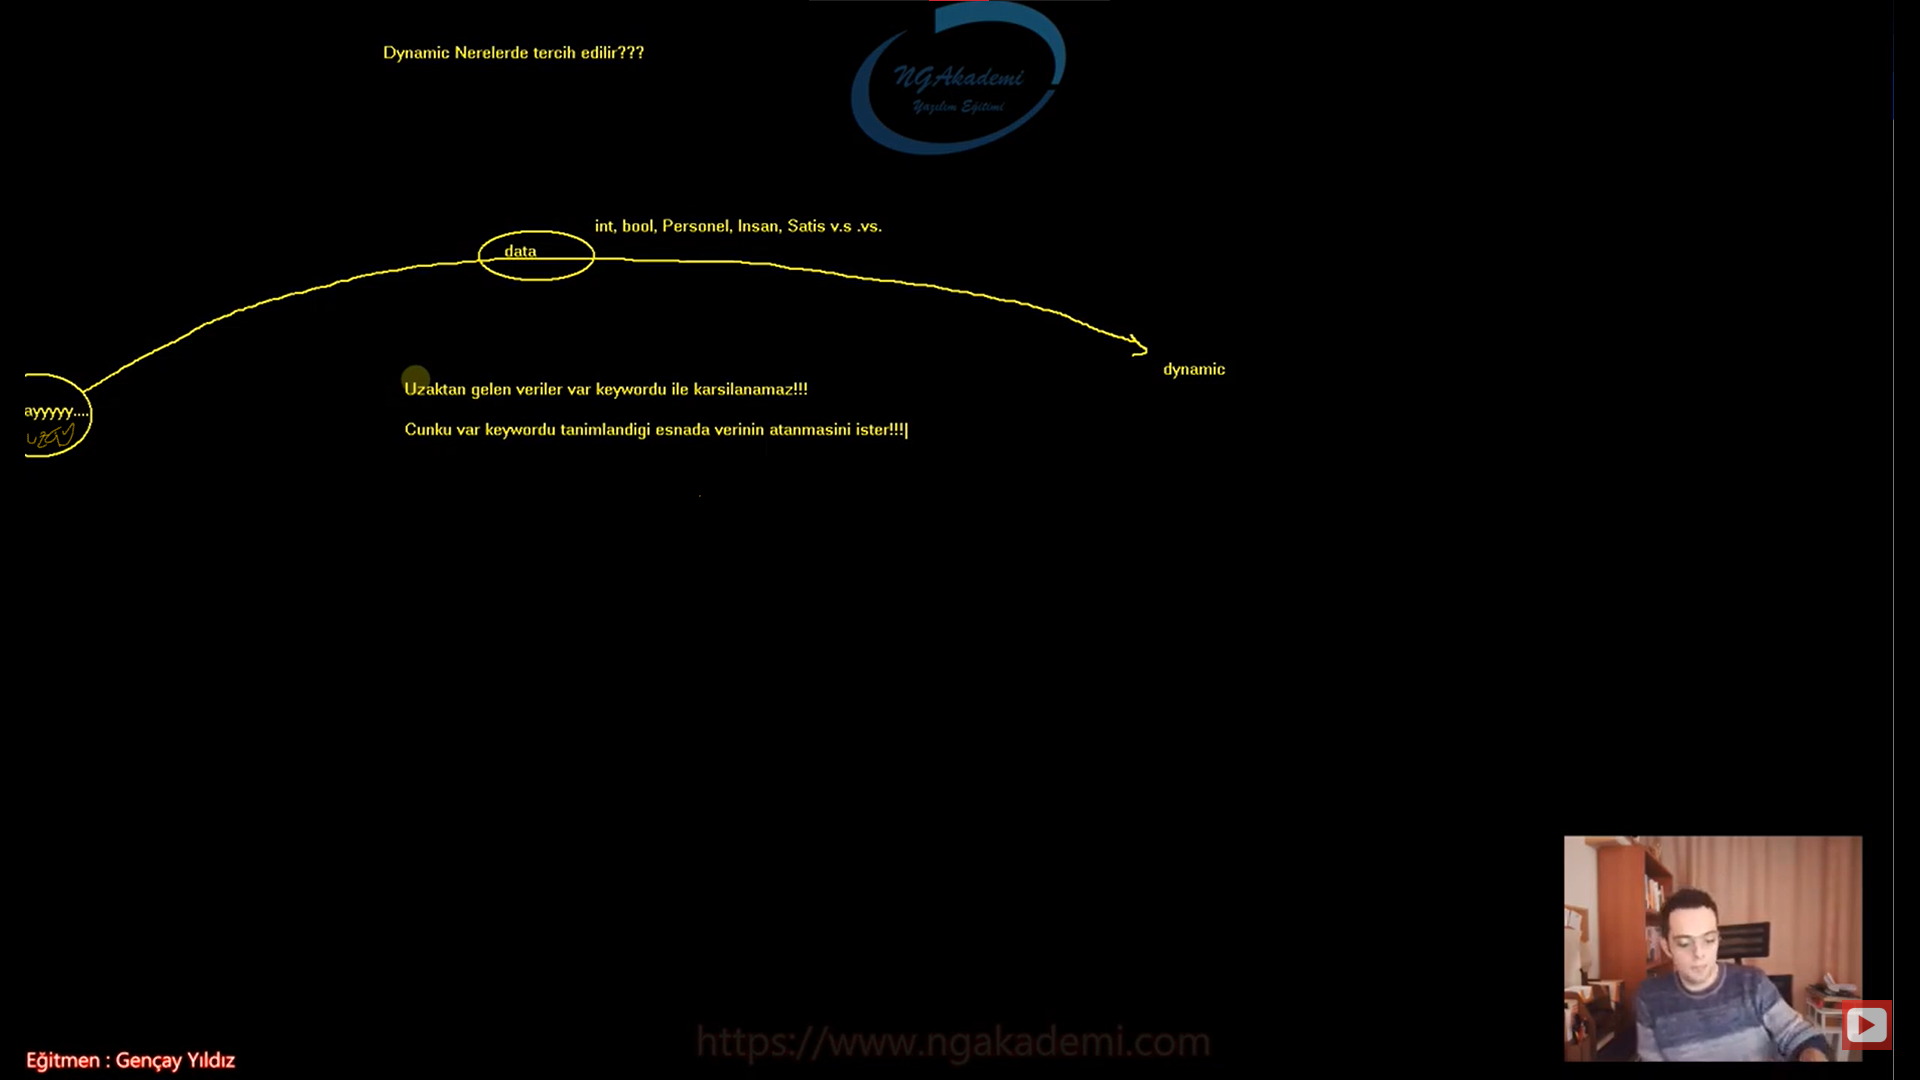 Dynamic Nerelerde tercih edilir???
NGAkademi
Yazılım Eğitimi
int, bool, Personel, Insan, Satis v.s .vs.
data
dynamic
Uzaktan gelen veriler var keywordu ile karsilanamaz!!!
ayyyyy....
uzay
Cunku var keywordu tanimlandigi esnada verinin atanmasini ister!!!
https://www.ngakademi.com
Eğitmen : Gençay Yıldız